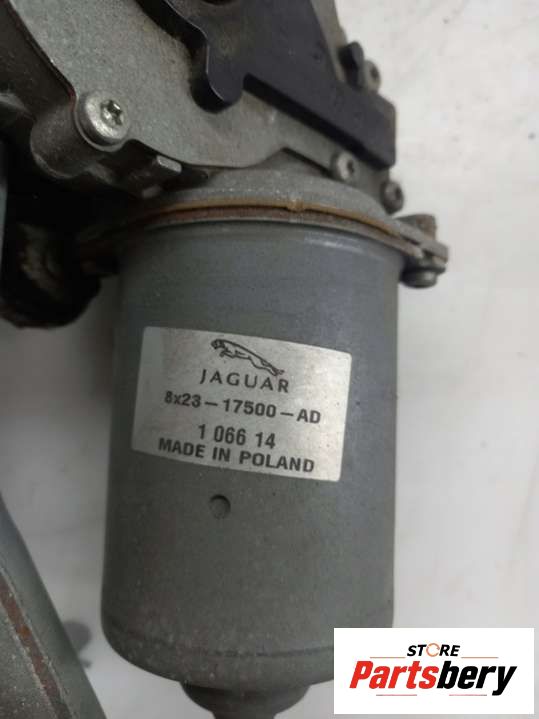 JAGUAR
8x23-17500-AD
1 066 14
MADE IN POLAND
STORE
Partsbery